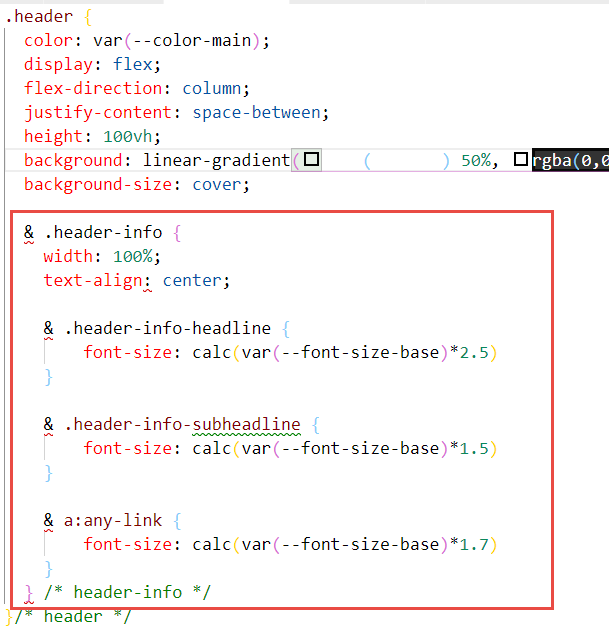 .header {
color: var(--color-main);
display: flex;
flex-direction: column;
justify-content: space-between;
height: 100vh;
background: linear-gradient( ( ) 50%, rgba(0,0
background-size: cover;
& .header-info {
width: 100%;
text-align: center;
& .header-info-headline {
font-size: calc(var(--font-size-base)*2.5)
}
& .header-info-subheadline {
font-size: calc(var(--font-size-base)*1.5)
}
& a:any-link {
font-size: calc(var(--font-size-base)*1.7)
}
} /* header-info */
}/* header */